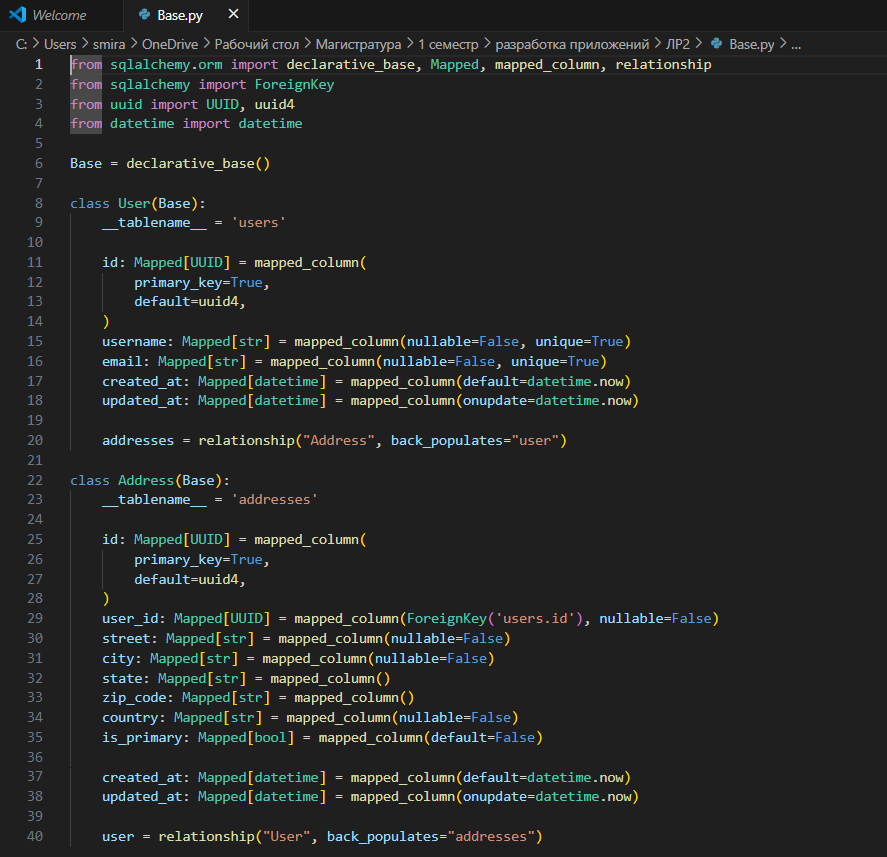 Welcome
Base.py
C: > Users > smira > OneDrive > Рабочий стол > Магистратура > 1 семестр > разработка приложений > ЛР2 > Base.py > ...
1 from sqlalchemy.orm import declarative_base, Mapped, mapped_column, relationship
2 from sqlalchemy import ForeignKey
3 from uuid import UUID, uuid4
4 from datetime import datetime
5
6 Base = declarative_base()
7
8 class User(Base):
9     __tablename__ = 'users'
10
11     id: Mapped[UUID] = mapped_column(
12         primary_key=True,
13         default=uuid4,
14     )
15     username: Mapped[str] = mapped_column(nullable=False, unique=True)
16     email: Mapped[str] = mapped_column(nullable=False, unique=True)
17     created_at: Mapped[datetime] = mapped_column(default=datetime.now)
18     updated_at: Mapped[datetime] = mapped_column(onupdate=datetime.now)
19
20     addresses = relationship("Address", back_populates="user")
21
22 class Address(Base):
23     __tablename__ = 'addresses'
24
25     id: Mapped[UUID] = mapped_column(
26         primary_key=True,
27         default=uuid4,
28     )
29     user_id: Mapped[UUID] = mapped_column(ForeignKey('users.id'), nullable=False)
30     street: Mapped[str] = mapped_column(nullable=False)
31     city: Mapped[str] = mapped_column(nullable=False)
32     state: Mapped[str] = mapped_column()
33     zip_code: Mapped[str] = mapped_column()
34     country: Mapped[str] = mapped_column(nullable=False)
35     is_primary: Mapped[bool] = mapped_column(default=False)
36
37     created_at: Mapped[datetime] = mapped_column(default=datetime.now)
38     updated_at: Mapped[datetime] = mapped_column(onupdate=datetime.now)
39
40     user = relationship("User", back_populates="addresses")